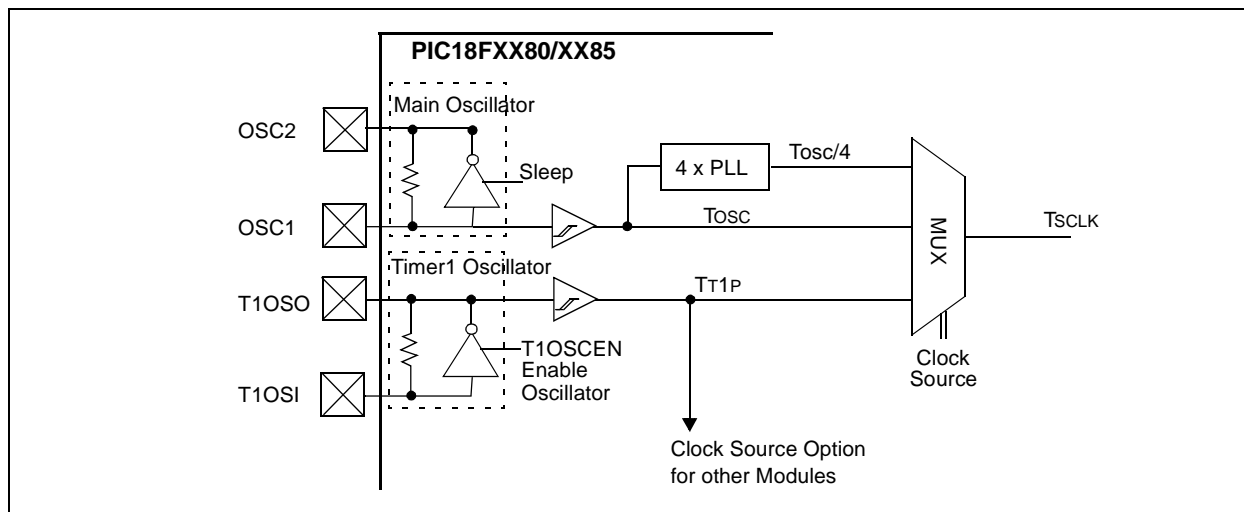 PIC18FXX80/XX85
Main Oscillator
OSC2
Tosc/4
4 x PLL
Sleep
OSC1
TOSC
MUX
TSCLK
Timer1 Oscillator
T1OSO
TT1P
T1OSCEN
Enable
Oscillator
Clock
Source
T1OSI
Clock Source Option
for other Modules